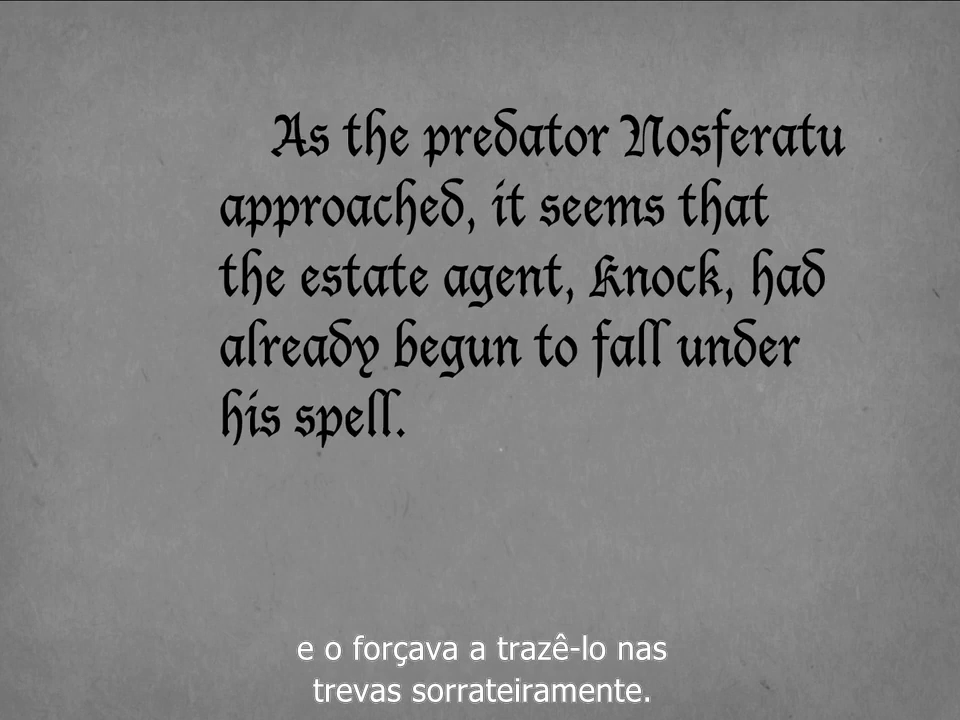 As the predator Nosferatu
approached, it seems that
the estate agent, Knock, had
already begun to fall under
his spell.
e o forçava a trazê-lo nas
trevas sorrateiramente.